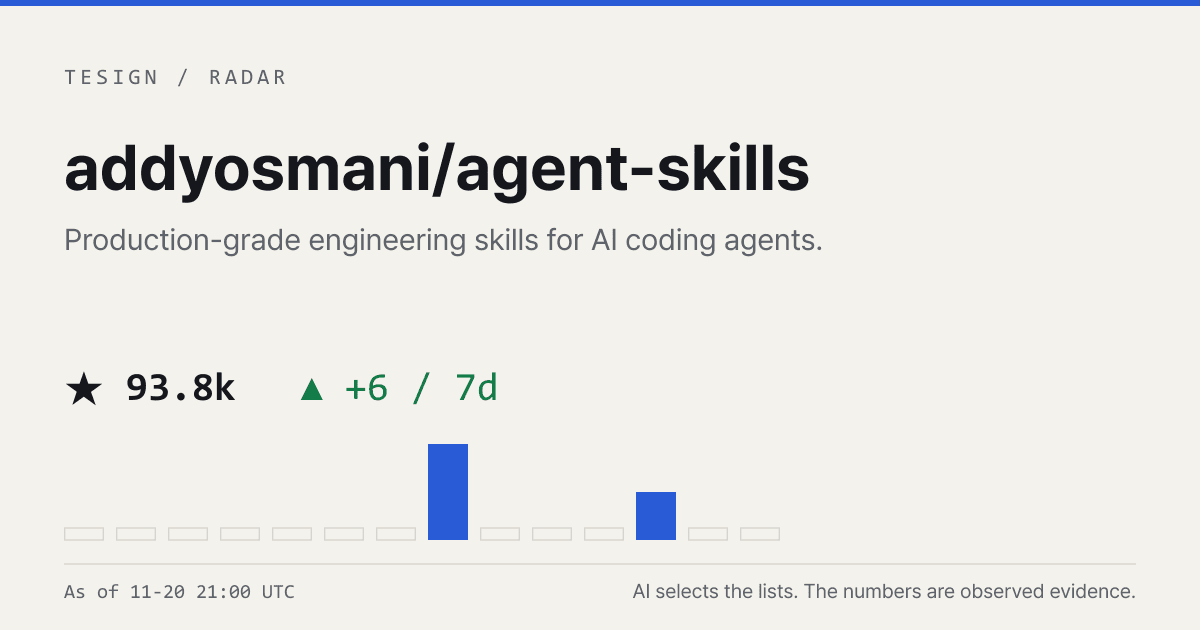 TESIGN / RADAR
addyosmani/agent-skills
Production-grade engineering skills for AI coding agents.
★ 93.8k ▲ +6 / 7d
As of 11-20 21:00 UTC
AI selects the lists. The numbers are observed evidence.